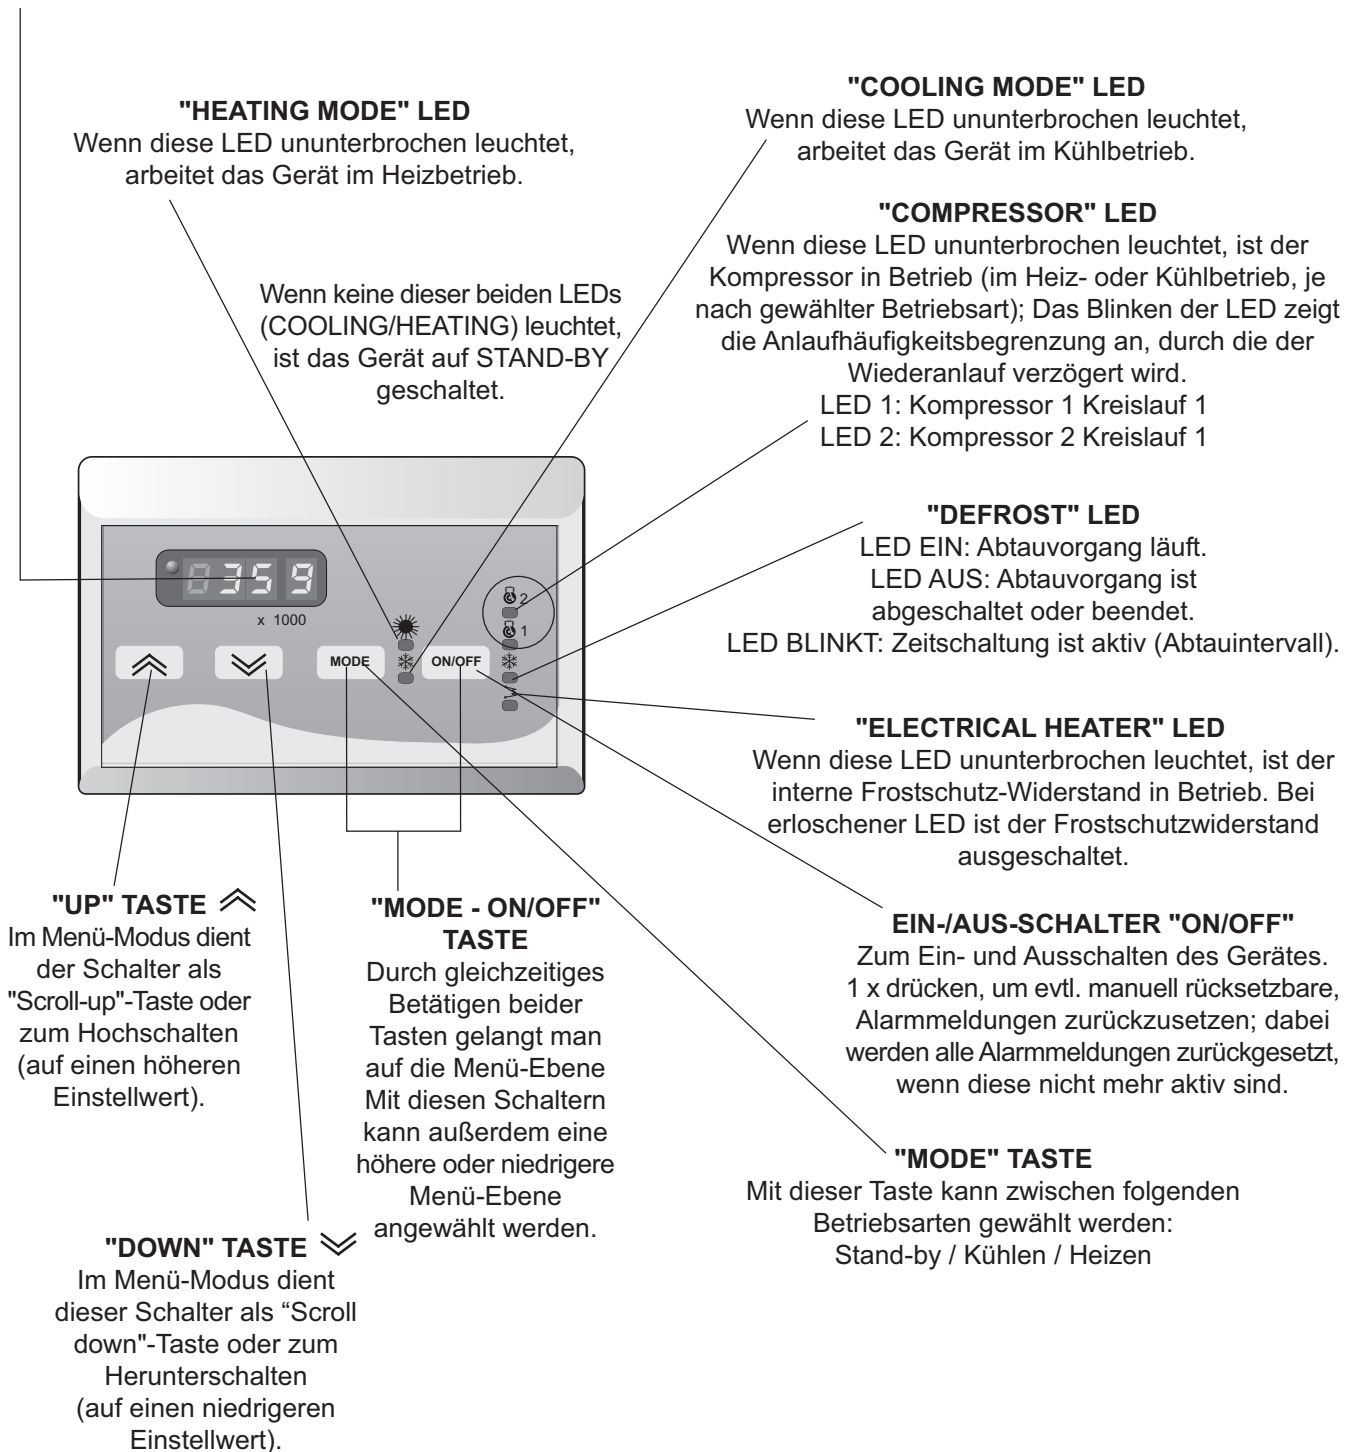 "HEATING MODE" LED
Wenn diese LED ununterbrochen leuchtet,
arbeitet das Gerät im Heizbetrieb.
"COOLING MODE" LED
Wenn diese LED ununterbrochen leuchtet,
arbeitet das Gerät im Kühlbetrieb.
Wenn keine dieser beiden LEDs
(COOLING/HEATING) leuchtet,
ist das Gerät auf STAND-BY
geschaltet.
"COMPRESSOR" LED
Wenn diese LED ununterbrochen leuchtet, ist der
Kompressor in Betrieb (im Heiz- oder Kühlbetrieb, je
nach gewählter Betriebsart); Das Blinken der LED zeigt
die Anlaufhäufigkeitsbegrenzung an, durch die der
Wiederanlauf verzögert wird.
LED 1: Kompressor 1 Kreislauf 1
LED 2: Kompressor 2 Kreislauf 1
359
x 1000
2
1
MODE
ON/OFF
"DEFROST" LED
LED EIN: Abtauvorgang läuft.
LED AUS: Abtauvorgang ist
abgeschaltet oder beendet.
LED BLINKT: Zeitschaltung ist aktiv (Abtauintervall).
"ELECTRICAL HEATER" LED
Wenn diese LED ununterbrochen leuchtet, ist der
interne Frostschutz-Widerstand in Betrieb. Bei
erloschener LED ist der Frostschutzwiderstand
ausgeschaltet.
"UP" TASTE
Im Menü-Modus dient
der Schalter als
"Scroll-up"-Taste oder
zum Hochschalten
(auf einen höheren
Einstellwert).
"MODE - ON/OFF"
TASTE
Durch gleichzeitiges
Betätigen beider
Tasten gelangt man
auf die Menü-Ebene
Mit diesen Schaltern
kann außerdem eine
höhere oder niedrigere
Menü-Ebene
angewählt werden.
EIN-/AUS-SCHALTER "ON/OFF"
Zum Ein- und Ausschalten des Gerätes.
1 x drücken, um evtl. manuell rücksetzbare,
Alarmmeldungen zurückzusetzen; dabei
werden alle Alarmmeldungen zurückgesetzt,
wenn diese nicht mehr aktiv sind.
"MODE" TASTE
Mit dieser Taste kann zwischen folgenden
Betriebsarten gewählt werden:
Stand-by / Kühlen / Heizen
"DOWN" TASTE
Im Menü-Modus dient
dieser Schalter als “Scroll
down"-Taste oder zum
Herunterschalten
(auf einen niedrigeren
Einstellwert).